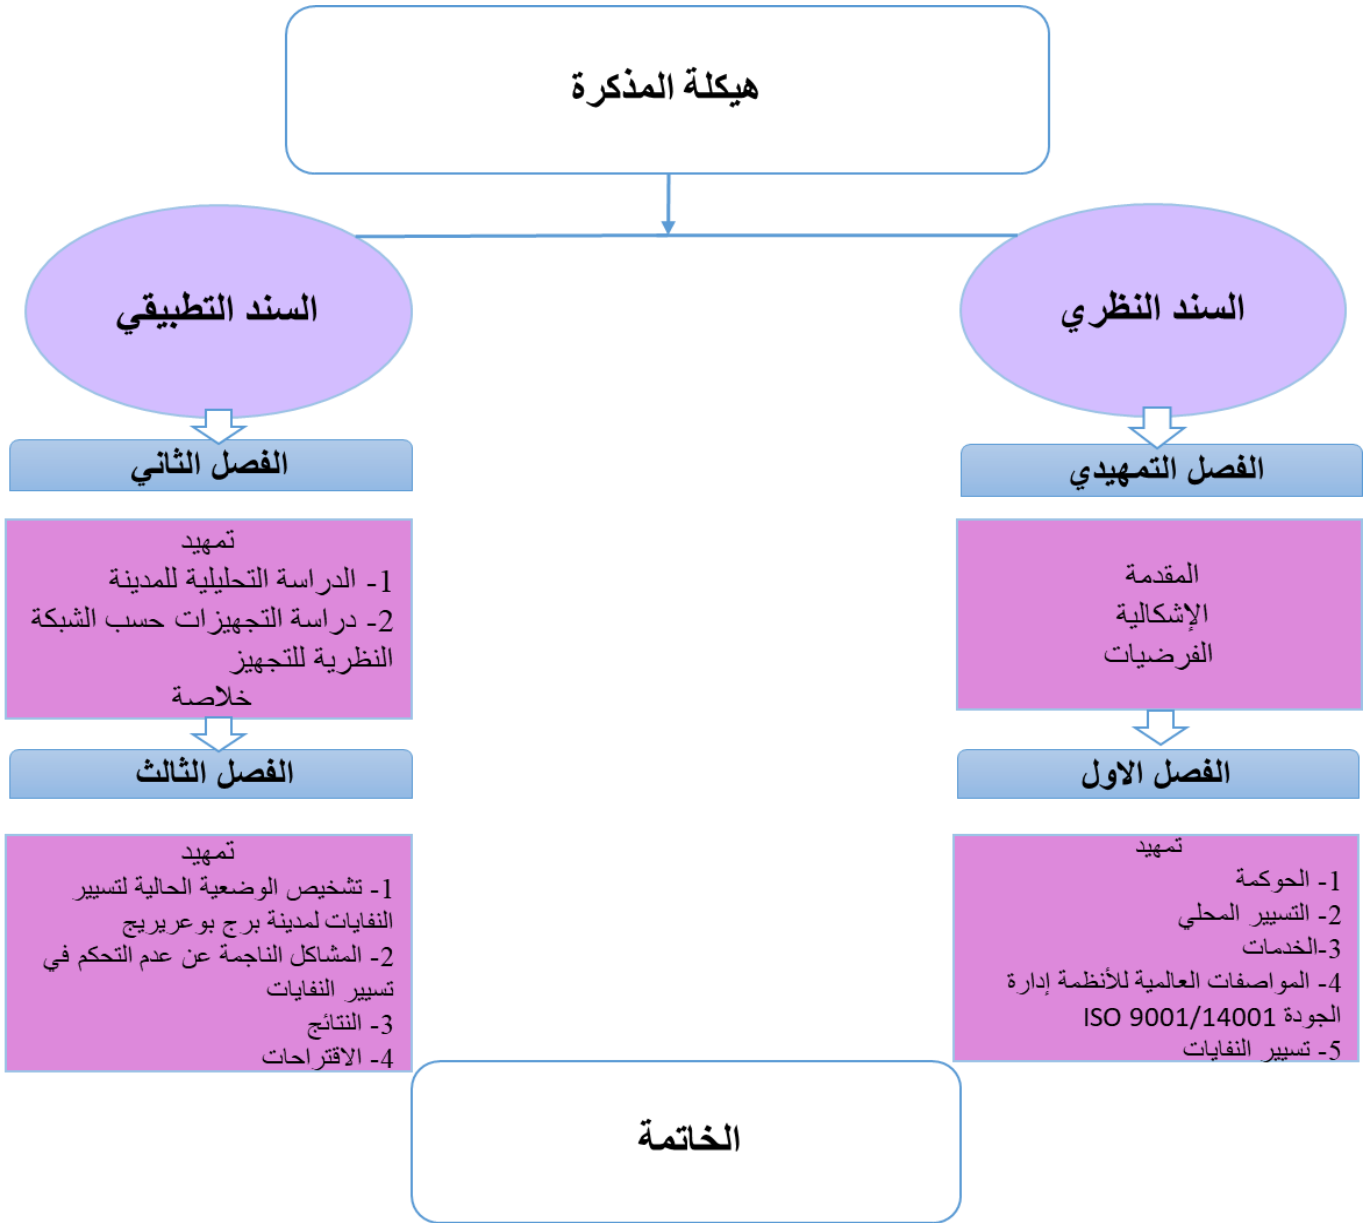 هيكلة المذكرة
السند النظري
الفصل التمهيدي
المقدمة
الإشكالية
الفرضيات
الفصل الاول
تمهيد
1- الحوكمة
2- التسيير المحلي
3-الخدمات
4- المواصفات العالمية للأنظمة إدارة
الجودة ISO 9001/14001
5- تسيير النفايات
السند التطبيقي
الفصل الثاني
تمهيد
1- الدراسة التحليلية للمدينة
2- دراسة التجهيزات حسب الشبكة
النظرية للتجهيز
خلاصة
الفصل الثالث
تمهيد
1- تشخيص الوضعية الحالية لتسيير
النفايات لمدينة برج بوعريريج
2- المشاكل الناجمة عن عدم التحكم في
تسيير النفايات
3- النتائج
4- الاقتراحات
الخاتمة